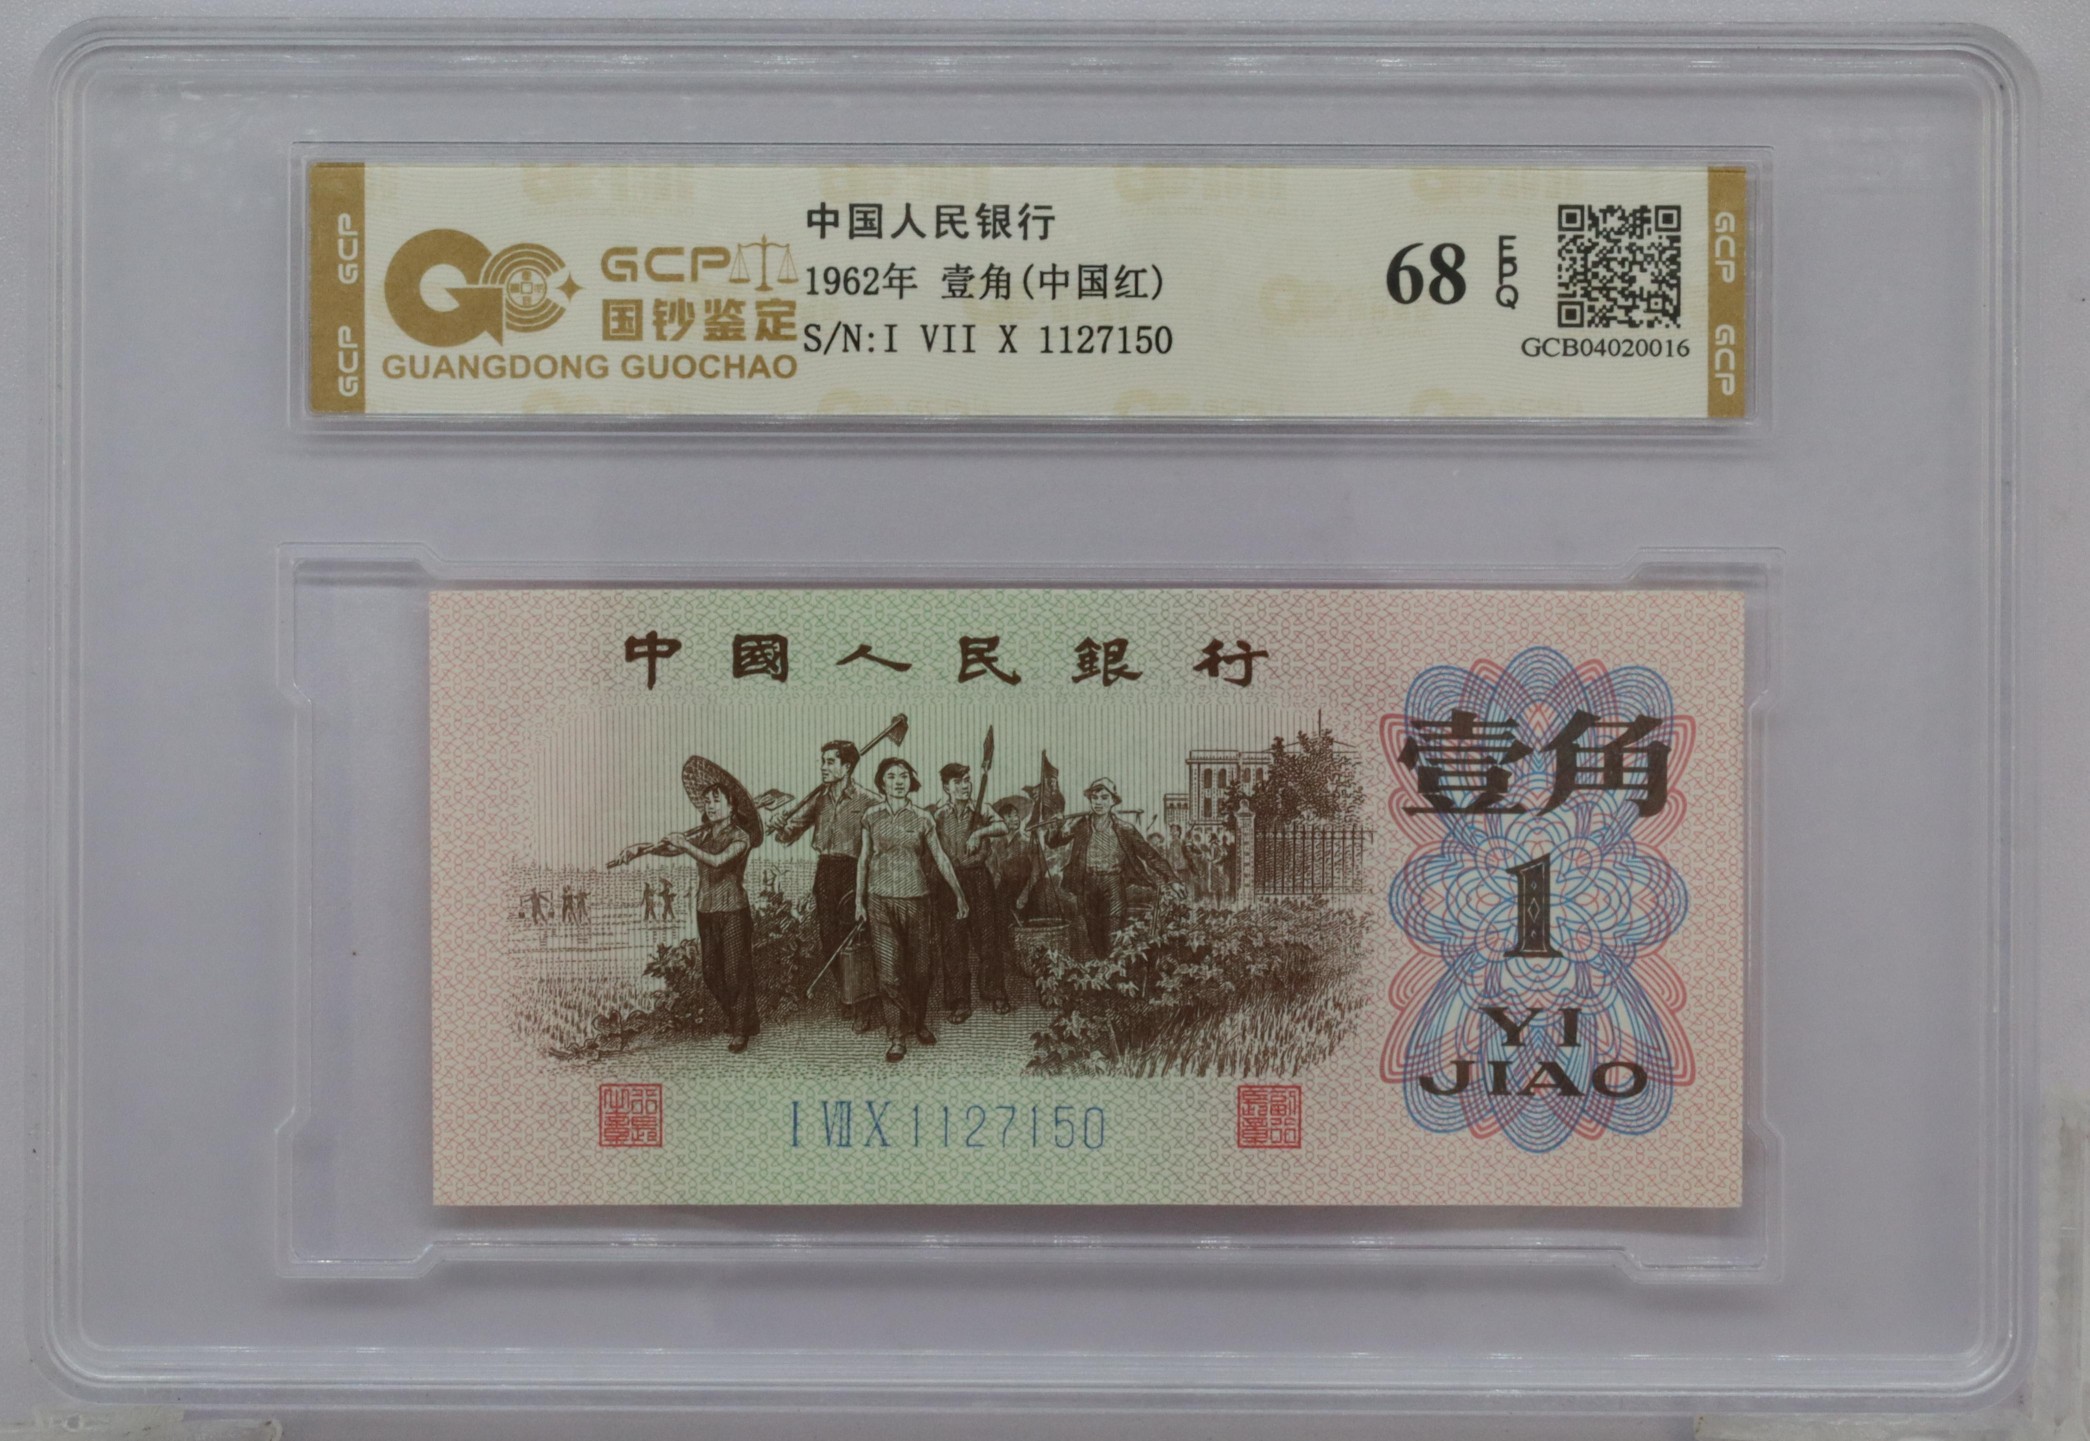 GCP GCP
GCP
国钞鉴定
GUANGDONG GUOCHAO
中国人民银行
1962年 壹角(中国红)
S/N:I VII X 1127150
68 EPQ
GCB04020016
GCP GCP
中國人民銀行
壹角
1
YI
JIAO
I VII X 1127150